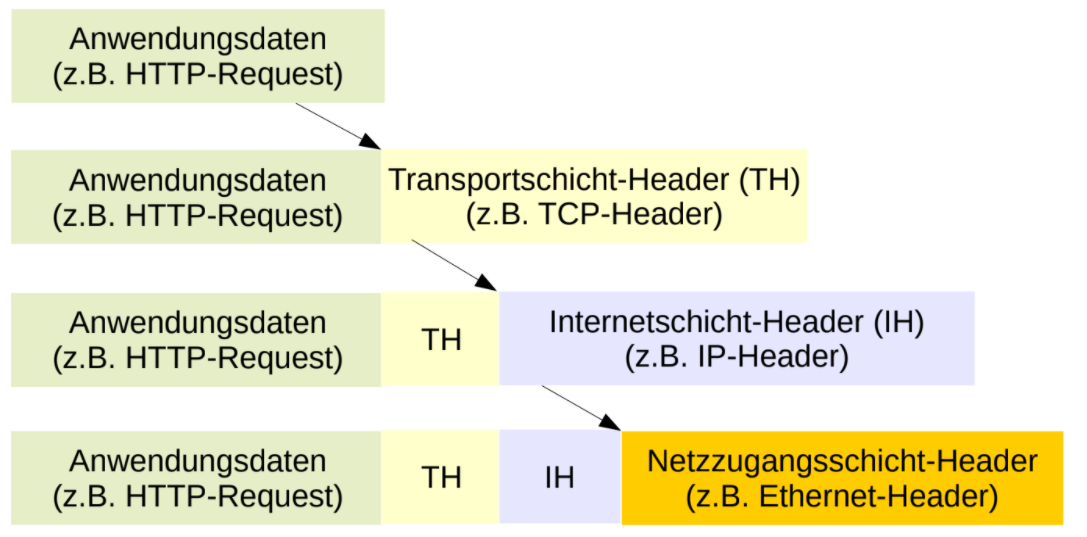 Anwendungsdaten
(z.B. HTTP-Request)
Anwendungsdaten
(z.B. HTTP-Request)
Transportschicht-Header (TH)
(z.B. TCP-Header)
Anwendungsdaten
(z.B. HTTP-Request)
TH
Internetschicht-Header (IH)
(z.B. IP-Header)
Anwendungsdaten
(z.B. HTTP-Request)
TH
IH
Netzzugangsschicht-Header
(z.B. Ethernet-Header)